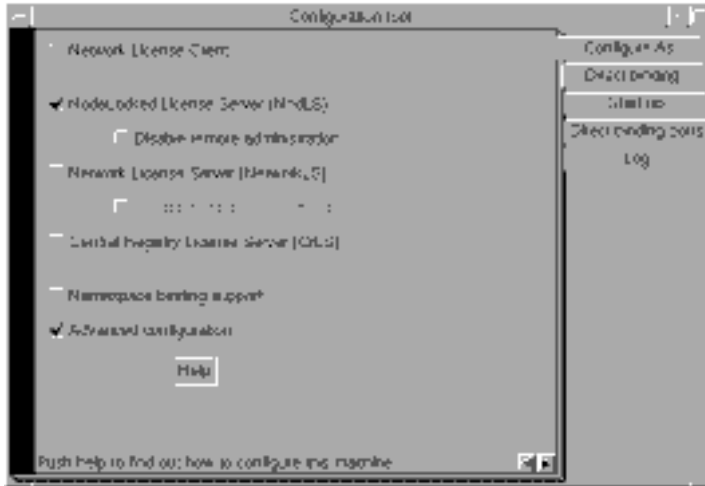 Configuration Tool
Network License Client
Configure As
Direct binding
Nodelocked License Server (NodLS)
Start up
Disable remote administration
Direct binding ports
Log
Network License Server (NetworkLS)
Central Registry License Server (CrLS)
Namespace binding support
Advanced configuration
Help
Push help to find out how to configure this machine